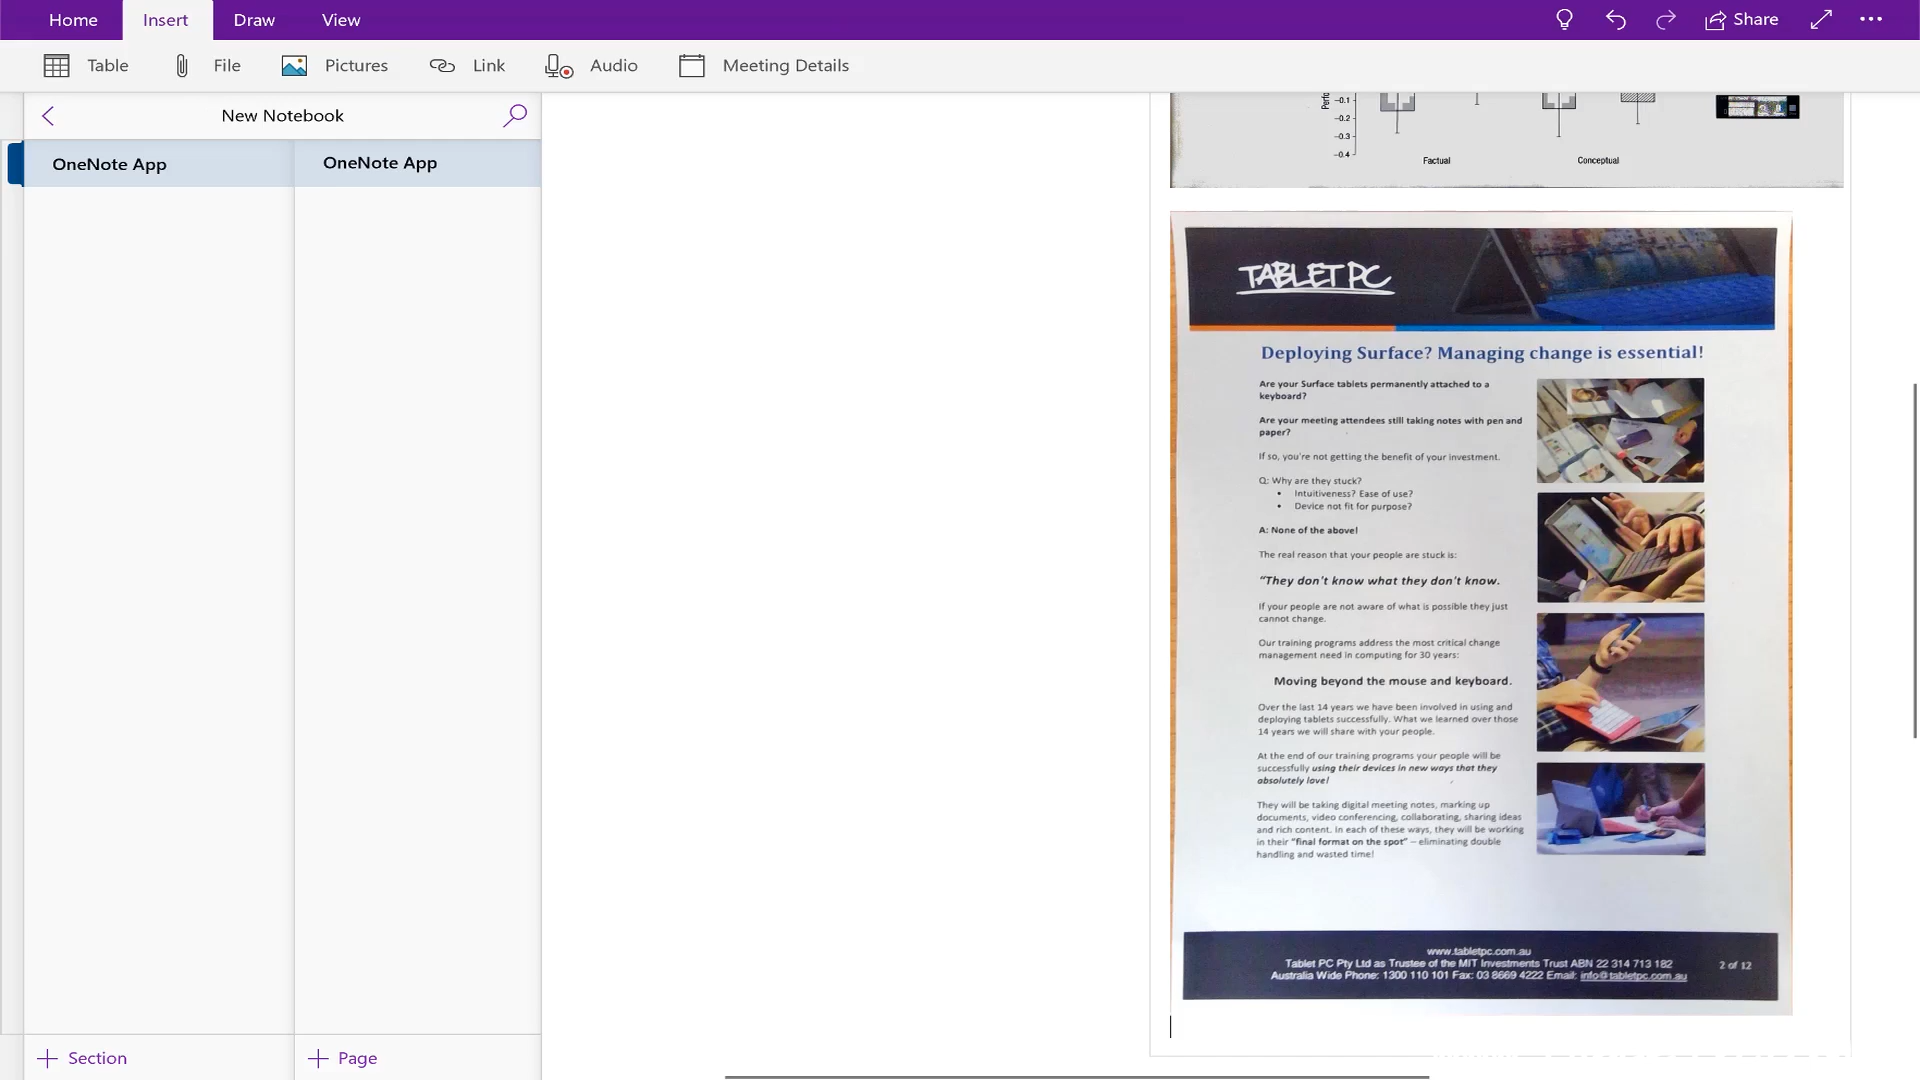 Home Insert Draw View Share
Table File Pictures Link Audio Meeting Details
New Notebook
OneNote App
OneNote App
-0.1
-0.2
-0.3
-0.4
Factual Conceptual
TABLET PC
Deploying Surface? Managing change is essential!
Are your Surface tablets permanently attached to a
keyboard?
Are your meeting attendees still taking notes with pen and
paper?
If so, you're not getting the benefit of your investment.
Q: Why are they stuck?
• Intuitiveness? Ease of use?
• Device not fit for purpose?
A: None of the above!
The real reason that your people are stuck is:
"They don't know what they don't know.
If your people are not aware of what is possible they just
cannot change.
Our training programs address the most critical change
management need in computing for 30 years:
Moving beyond the mouse and keyboard.
Over the last 14 years we have been involved in using and
deploying tablets successfully. What we learned over those
14 years we will share with your people.
At the end of our training programs your people will be
successfully using their devices in new ways that they
absolutely love!
They will be taking digital meeting notes, marking up
documents, video conferencing, collaborating, sharing ideas
and rich content. In each of these ways, they will be working
in their "final format on the spot" – eliminating double
handling and wasted time!
www.tabletpc.com.au
Tablet PC Pty Ltd as Trustee of the MIT Investments Trust ABN 22 314 713 182
Australia Wide Phone: 1300 110 101 Fax: 03 8669 4222 Email: info@tabletpc.com.au
2 of 12
+ Section
+ Page